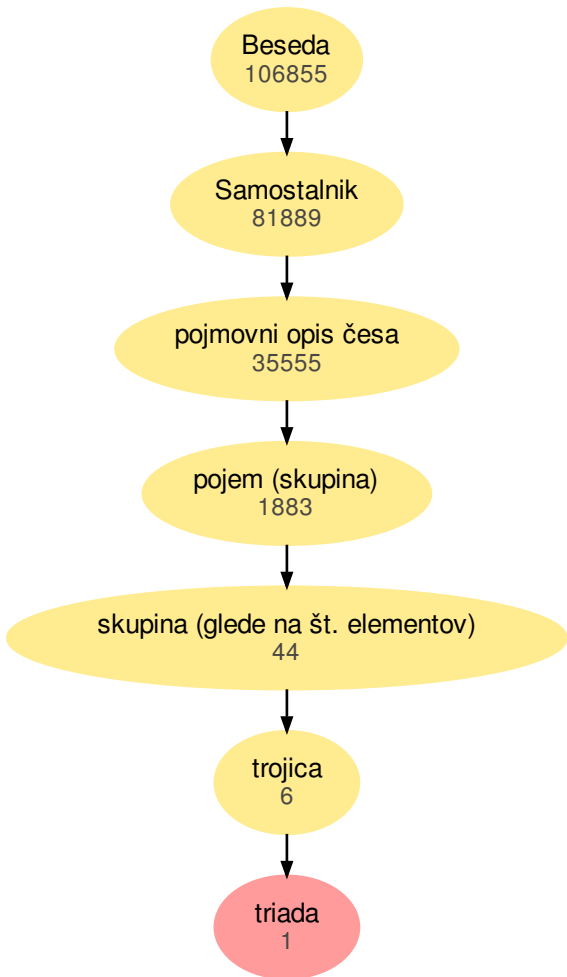 Beseda
106855
Samostalnik
81889
pojmovni opis česa
35555
pojem (skupina)
1883
skupina (glede na št. elementov)
44
trojica
6
triada
1